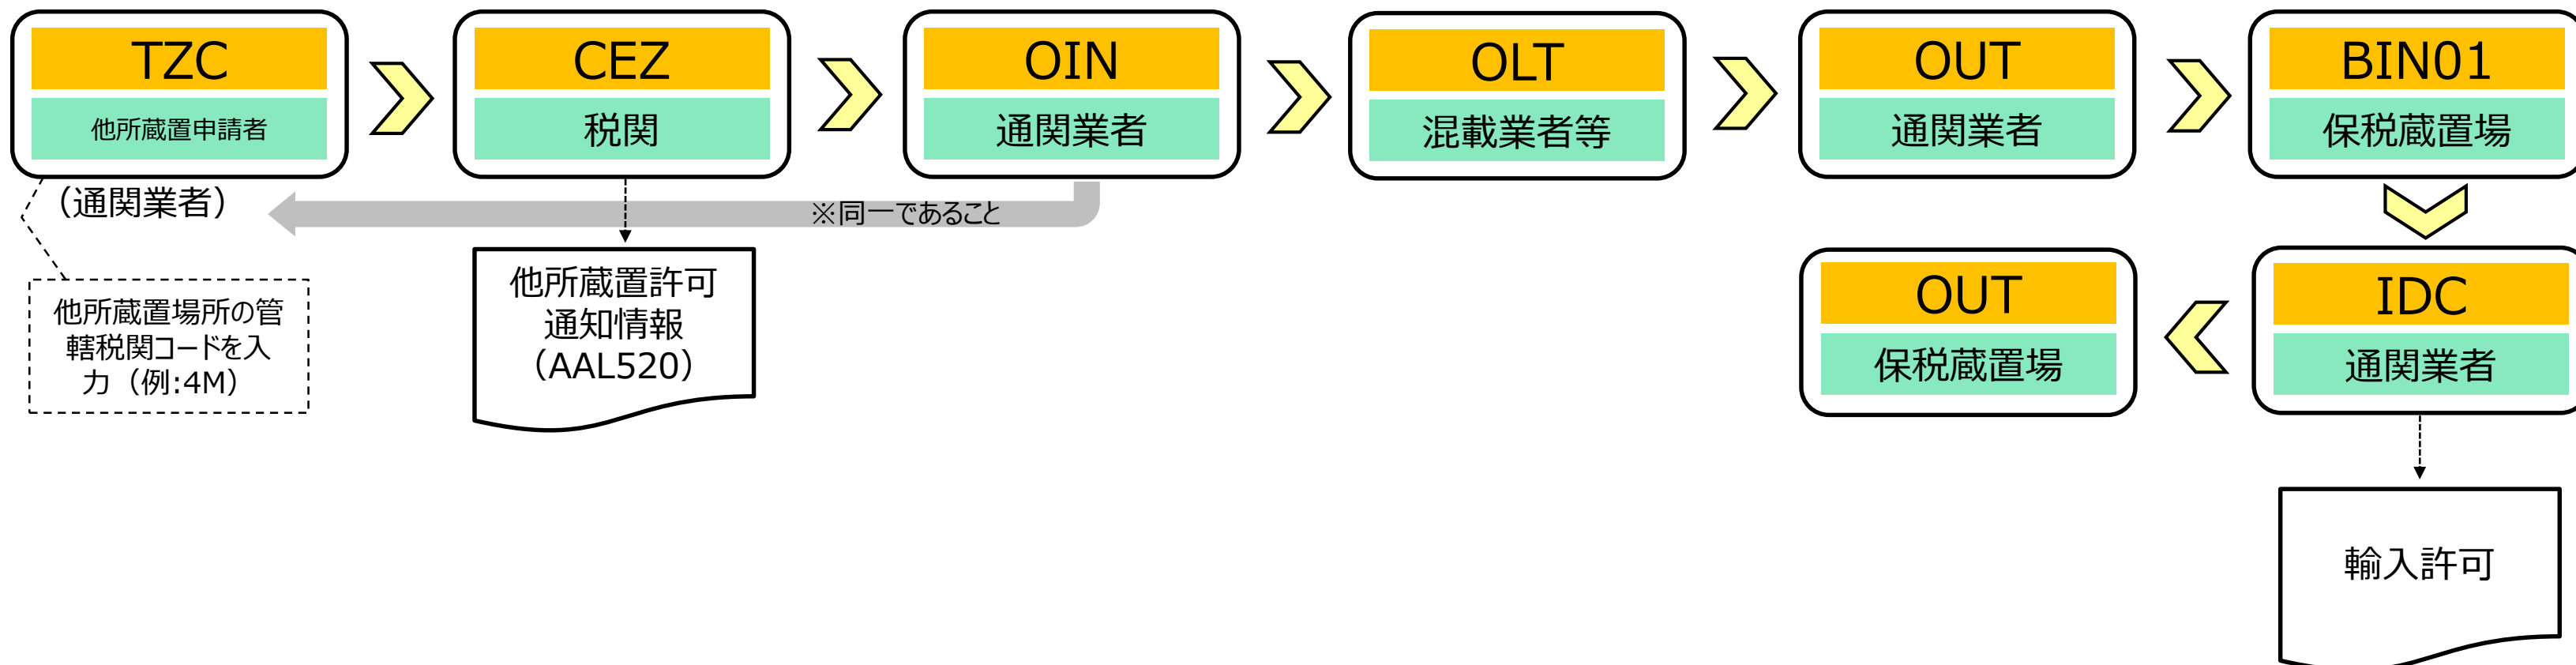 TZC
他所蔵置申請者
CEZ
税関
OIN
通関業者
OLT
混載業者等
OUT
通関業者
BIN01
保税蔵置場
（通関業者）
※同一であること
他所蔵置場所の管
轄税関コードを入
力（例:4M）
他所蔵置許可
通知情報
（AAL520）
OUT
保税蔵置場
IDC
通関業者
輸入許可